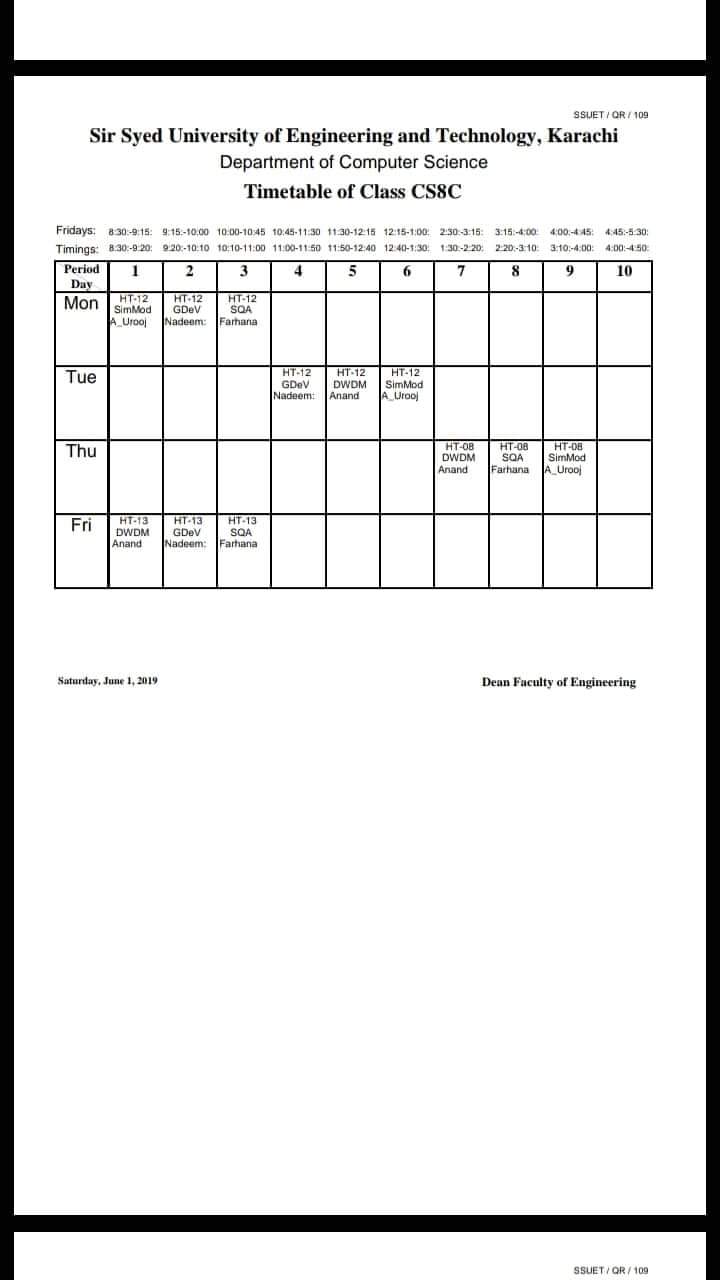 SSUET / QR / 109
Sir Syed University of Engineering and Technology, Karachi
Department of Computer Science
Timetable of Class CS8C
Fridays: 8:30:-9:15: 9:15:-10:00 10:00-10:45 10:45-11:30 11:30-12:15 12:15-1:00: 2:30:-3:15: 3:15:-4:00: 4:00:-4:45: 4:45:-5:30:
Timings: 8:30:-9:20: 9:20:-10:10 10:10-11:00 11:00-11:50 11:50-12:40 12:40-1:30: 1:30:-2:20: 2:20:-3:10: 3:10:-4:00: 4:00:-4:50:
Period 1 2 3 4 5 6 7 8 9 10
Day
Mon HT-12 HT-12 HT-12
SimMod GDeV SQA
A_Urooj Nadeem: Farhana
Tue HT-12 HT-12 HT-12
GDeV DWDM SimMod
Nadeem: Anand A_Urooj
Thu HT-08 HT-08 HT-08
DWDM SQA SimMod
Anand Farhana A_Urooj
Fri HT-13 HT-13 HT-13
DWDM GDeV SQA
Anand Nadeem: Farhana
Saturday, June 1, 2019 Dean Faculty of Engineering
SSUET / QR / 109